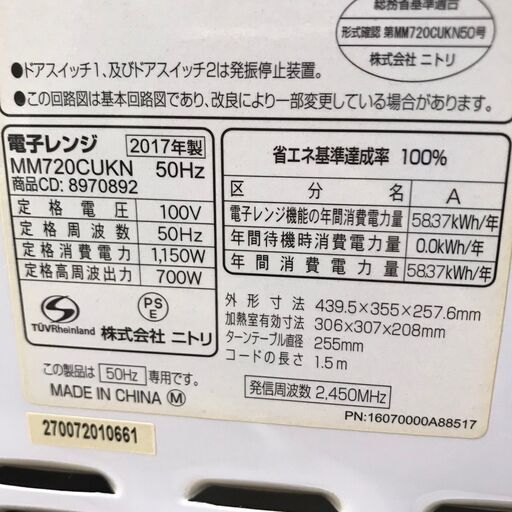 総務省基準適合
形式確認 第MM720CUKN50号
株式会社 ニトリ
●ドアスイッチ1、及びドアスイッチ2は発振停止装置。
●この回路図は基本回路図であり、改良により一部変更している場合があります。
電子レンジ 2017年製
MM720CUKN 50Hz
商品CD: 8970892
定格電圧 100V
定格周波数 50Hz
定格消費電力 1,150W
定格高周波出力 700W
TÜVRheinland
PS
E
株式会社 ニトリ
この製品は 50Hz 専用です。
MADE IN CHINA M
270072010661
省エネ基準達成率 100%
区分名 A
電子レンジ機能の年間消費電力量 58.37kWh/年
年間待機時消費電力量 0.0kWh/年
年間消費電力量 58.37kWh/年
外形寸法 439.5×355×257.6mm
加熱室有効寸法 306×307×208mm
ターンテーブル直径 255mm
コードの長さ 1.5m
発信周波数 2,450MHz
PN:16070000A88517